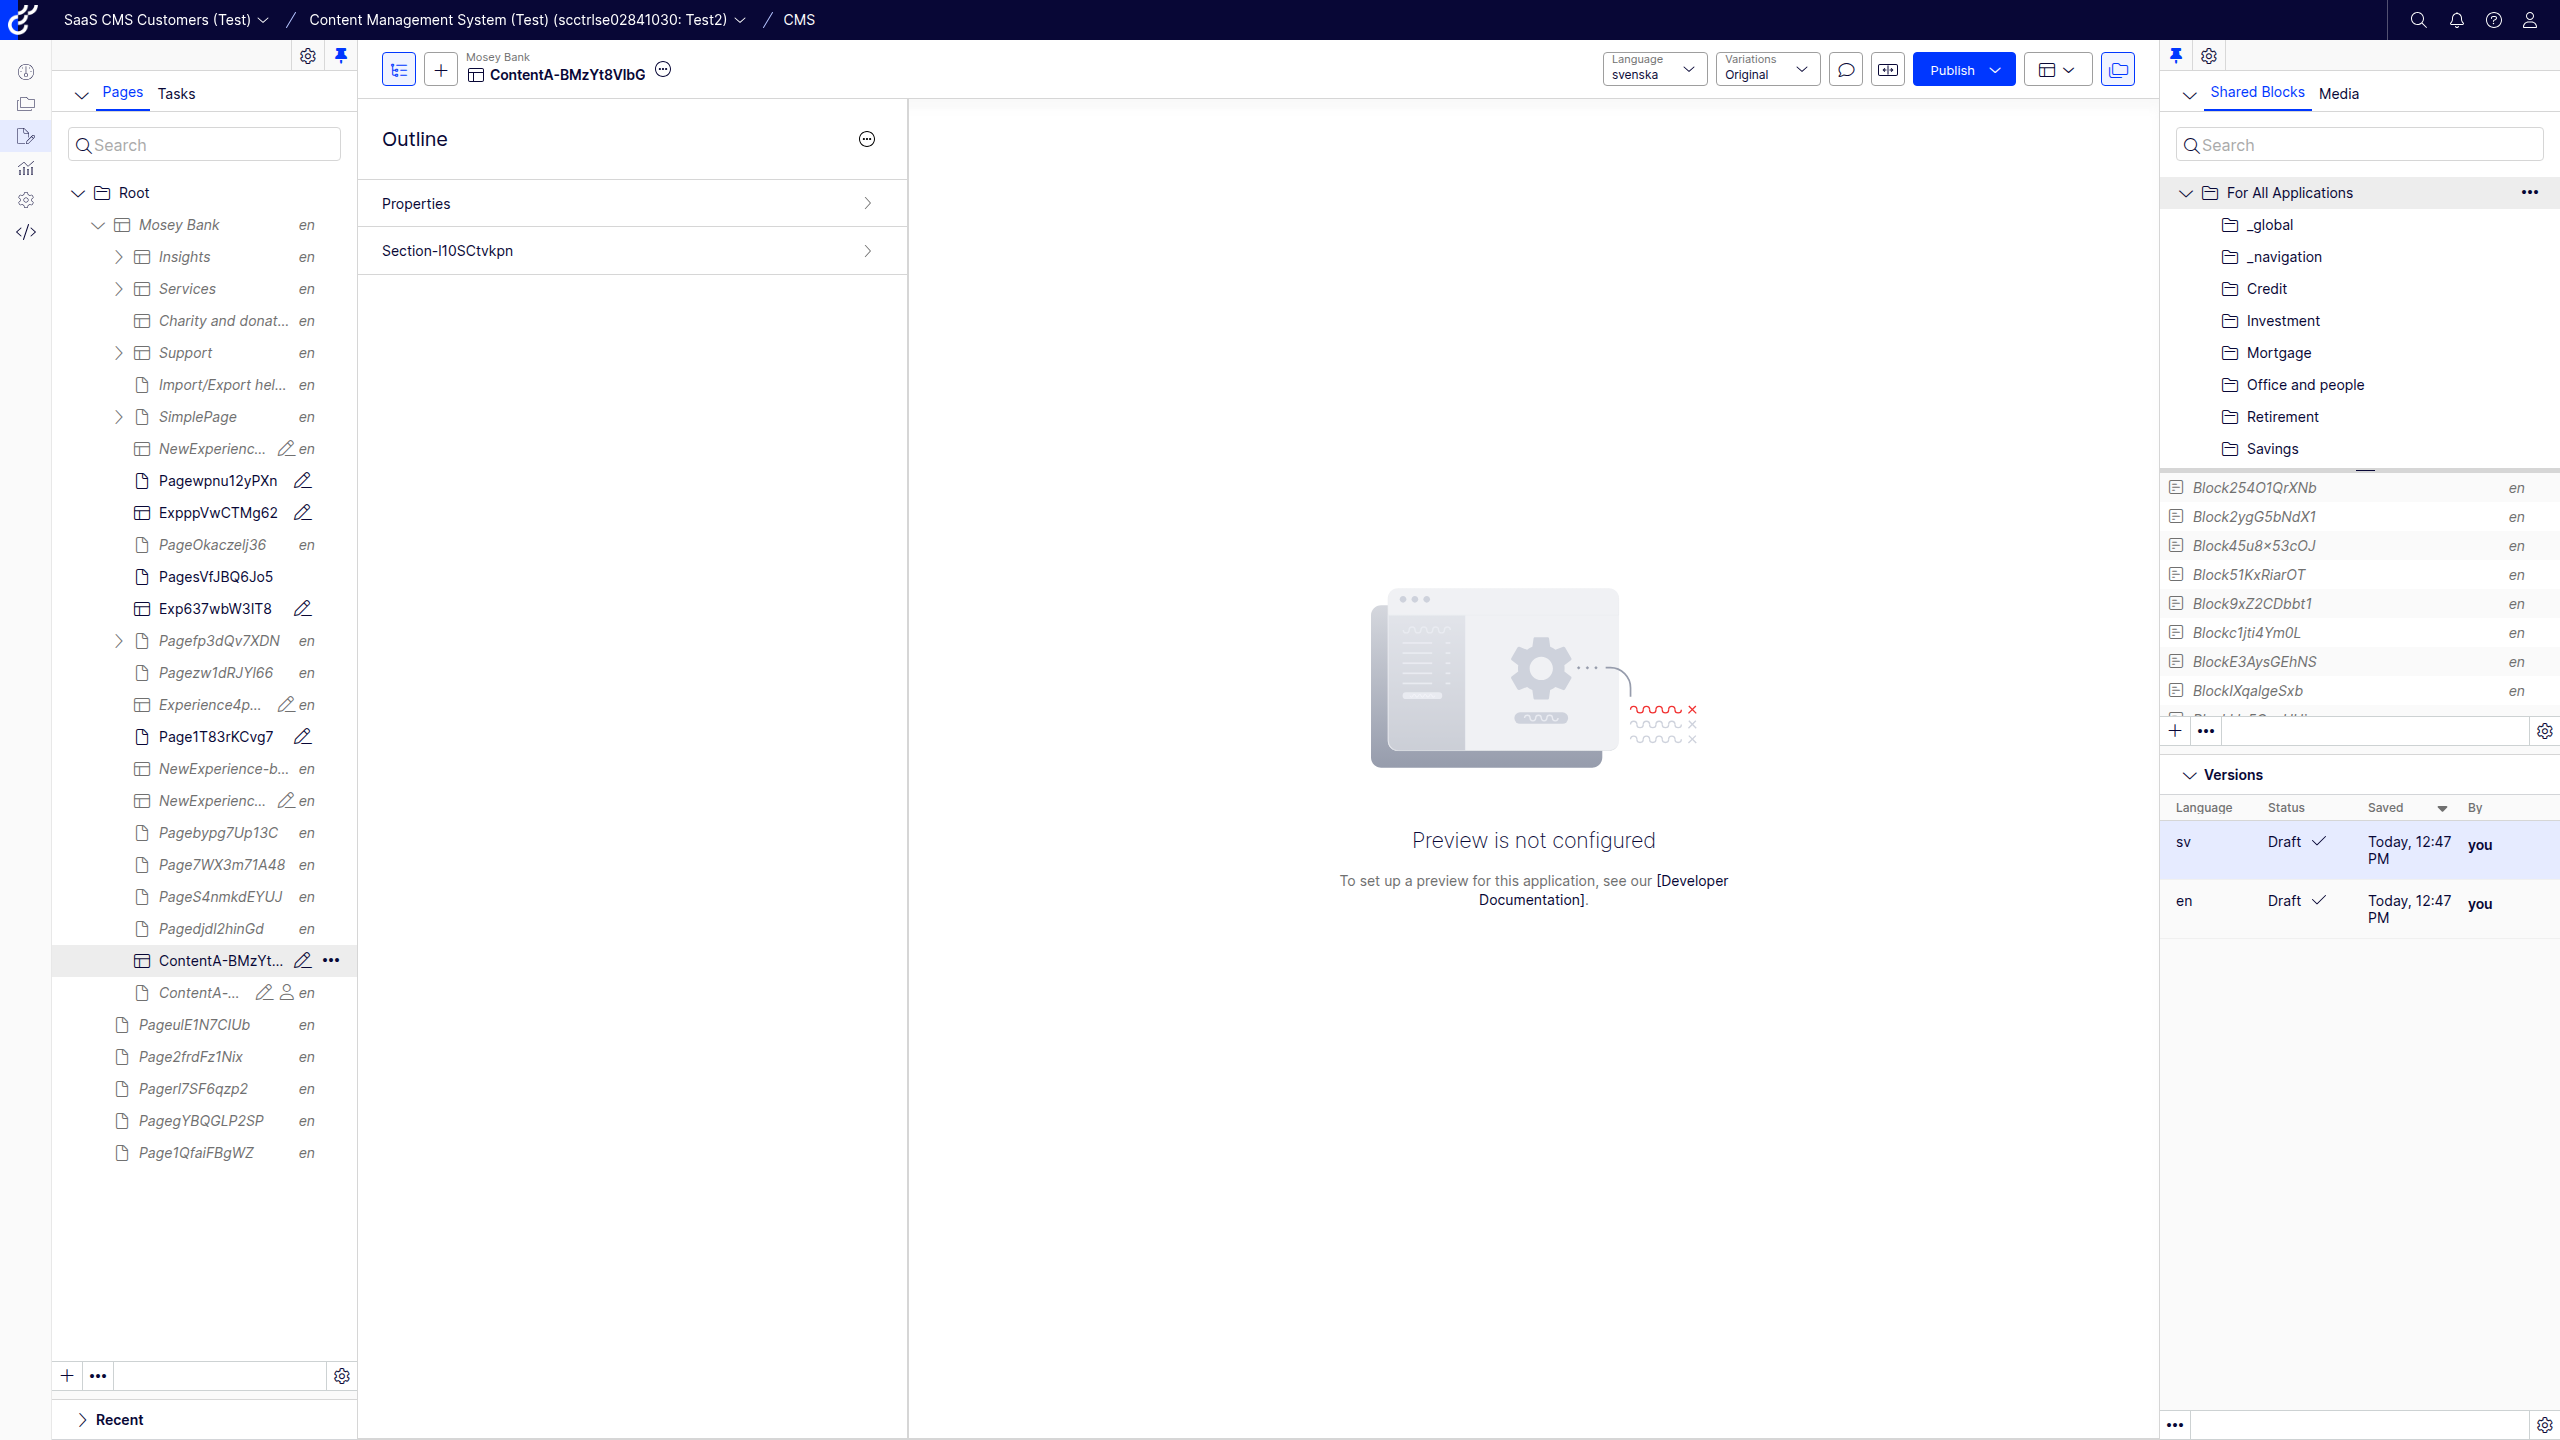 SaaS CMS Customers (Test)
Content Management System (Test) (scctrlse02841030: Test2)
CMS
Pages
Tasks
Search
Root
Mosey Bank en
Insights en
Services en
Charity and donat... en
Support en
Import/Export hel... en
SimplePage en
NewExperienc... en
Pagewpnu12yPXn
ExpppVwCTMg62
PageOkaczelj36 en
PagesVfJBQ6Jo5
Exp637wbW3IT8
Pagefp3dQv7XDN en
Pagezw1dRJYl66 en
Experience4p... en
Page1T83rKCvg7
NewExperience-b... en
NewExperienc... en
Pagebypg7Up13C en
Page7WX3m71A48 en
PageS4nmkdEYUJ en
Pagedjdl2hinGd en
ContentA-BMzYt...
ContentA-... en
PageulE1N7ClUb en
Page2frdFz1Nix en
Pagerl7SF6qzp2 en
PagegYBQGLP2SP en
Page1QfaiFBgWZ en
Recent
Mosey Bank
ContentA-BMzYt8VlbG
Language
svenska
Variations
Original
Publish
Outline
Properties
Section-I10SCtvkpn
Preview is not configured
To set up a preview for this application, see our [Developer
Documentation].
Shared Blocks
Media
Search
For All Applications
_global
_navigation
Credit
Investment
Mortgage
Office and people
Retirement
Savings
Block254O1QrXNb en
Block2ygG5bNdX1 en
Block45u8x53cOJ en
Block51KxRiarOT en
Block9xZ2CDbbt1 en
Blockc1jti4Ym0L en
BlockE3AysGEhNS en
BlockIXqalgeSxb en
Versions
Language Status Saved By
sv Draft Today, 12:47 PM you
en Draft Today, 12:47 PM you